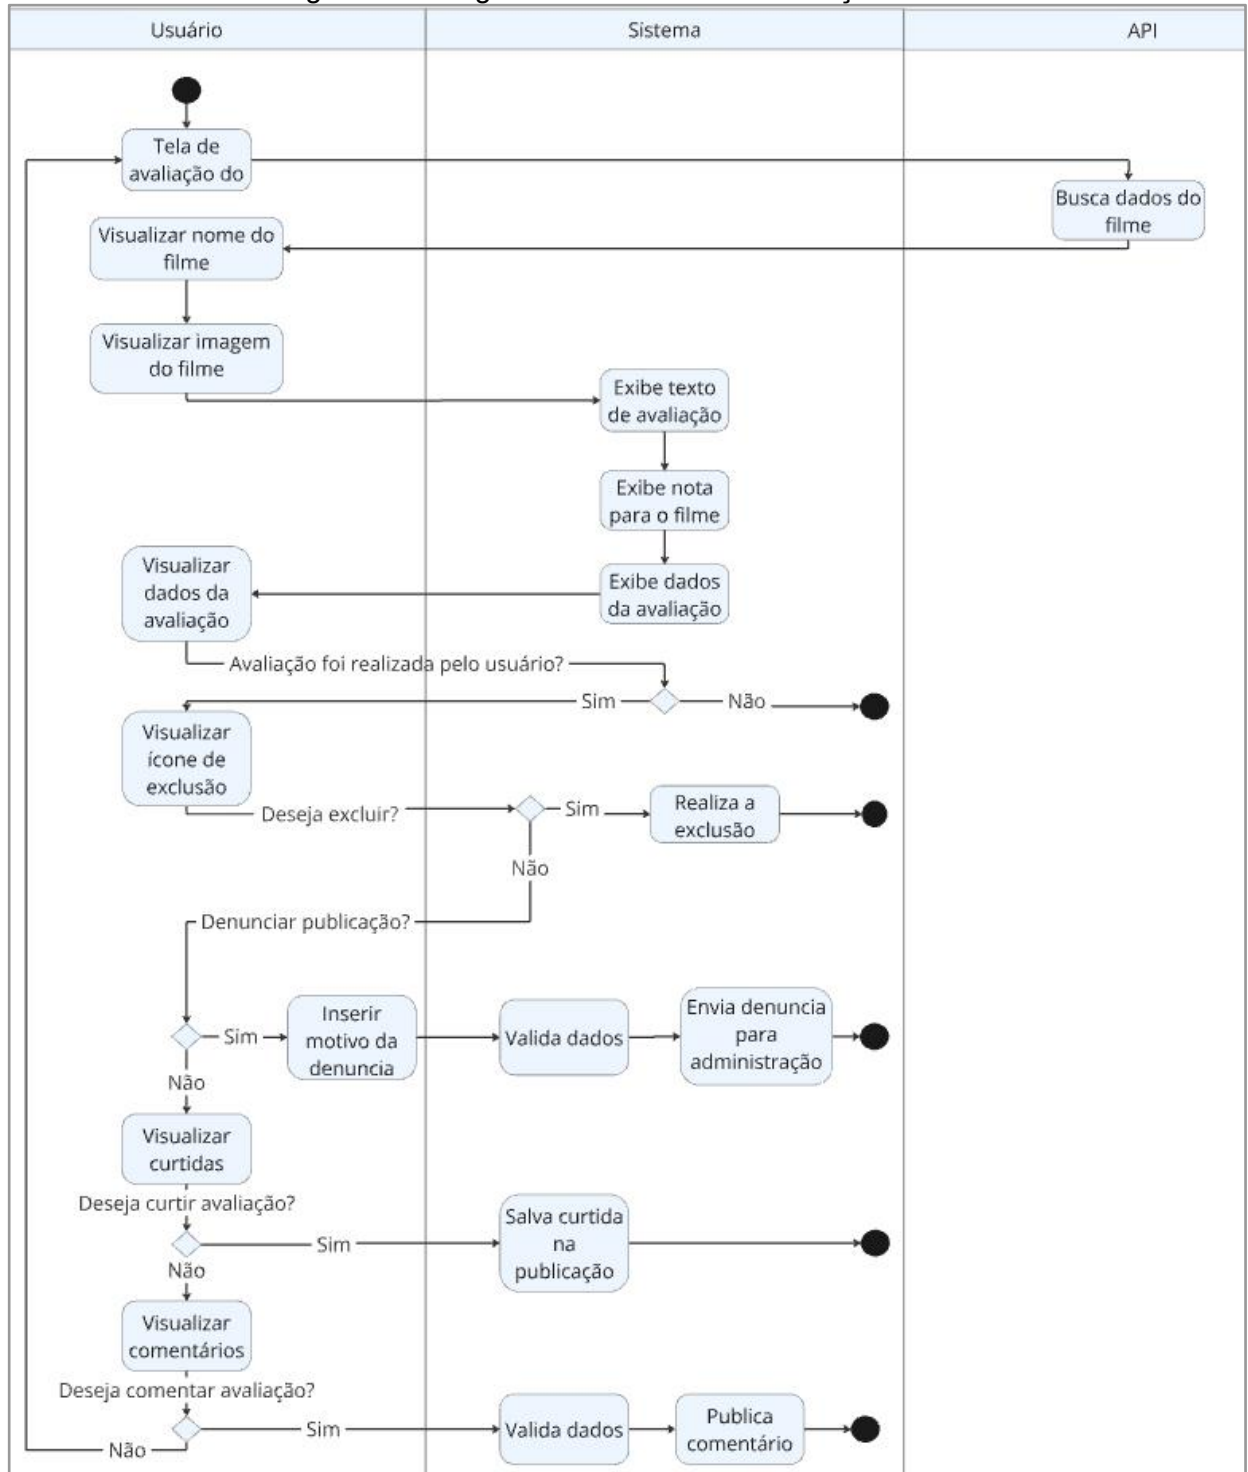 Usuário
Sistema
API
Tela de
avaliação do
Busca dados do
filme
Visualizar nome do
filme
Visualizar imagem
do filme
Exibe texto
de avaliação
Exibe nota
para o filme
Exibe dados
da avaliação
Visualizar
dados da
avaliação
Avaliação foi realizada pelo usuário?
Sim
Não
Visualizar
ícone de
exclusão
Deseja excluir?
Sim
Realiza a
exclusão
Não
Denunciar publicação?
Sim
Inserir
motivo da
denuncia
Valida dados
Envia denuncia
para
administração
Não
Visualizar
curtidas
Deseja curtir avaliação?
Sim
Salva curtida
na
publicação
Não
Visualizar
comentários
Deseja comentar avaliação?
Sim
Valida dados
Publica
comentário
Não